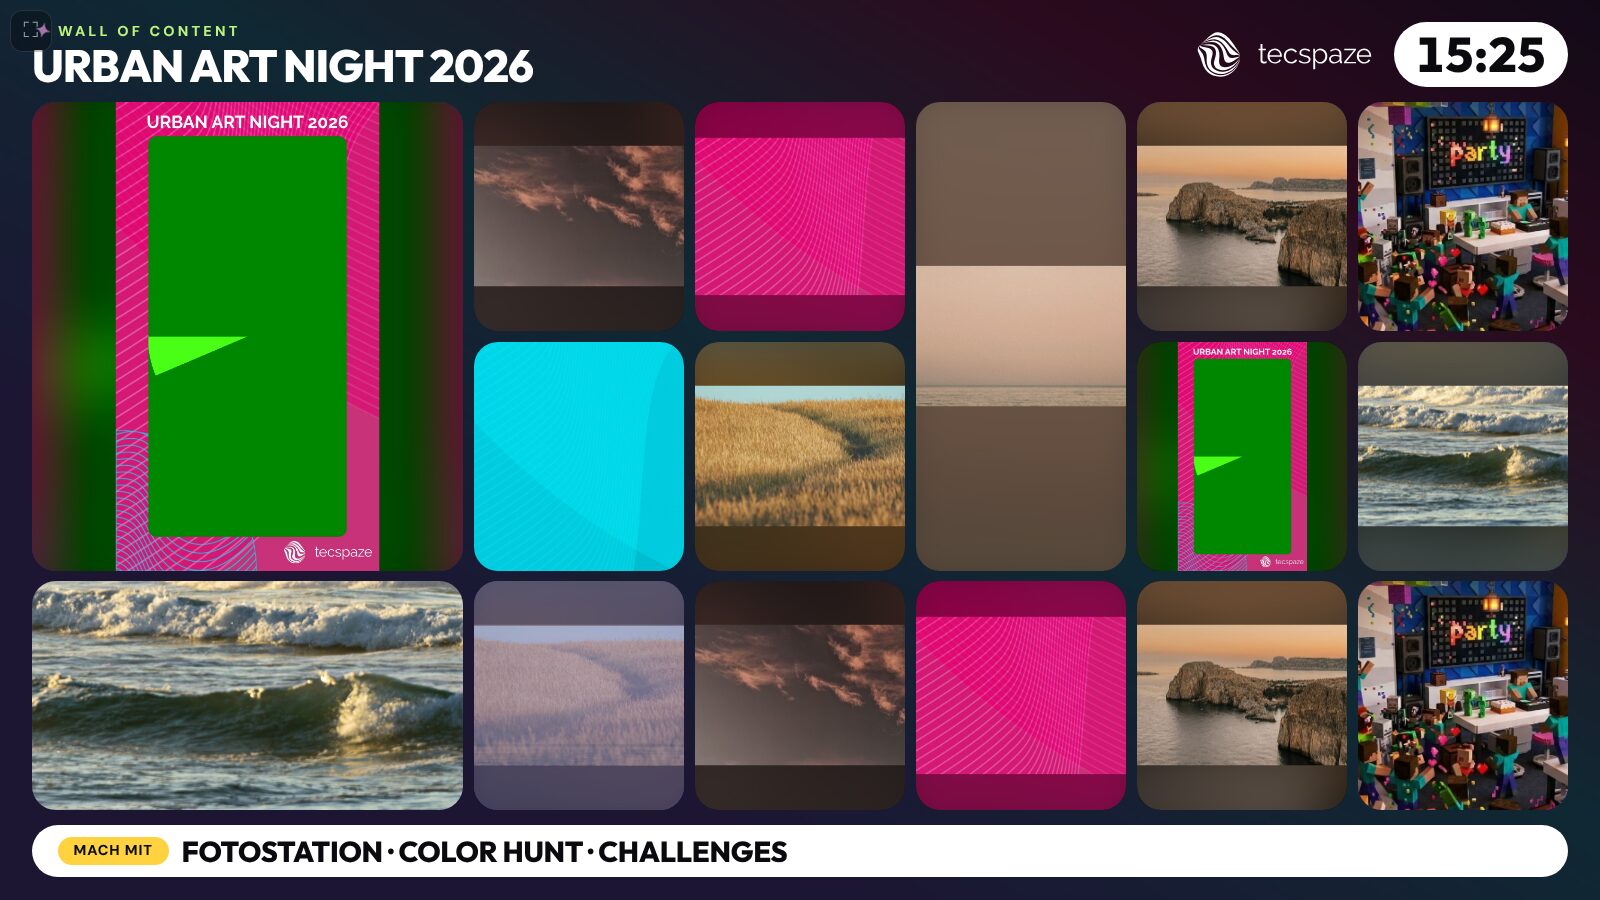 WALL OF CONTENT
URBAN ART NIGHT 2026
tecspaze
15:25
URBAN ART NIGHT 2026
tecspaze
party
URBAN ART NIGHT 2026
tecspaze
party
MACH MIT
FOTOSTATION · COLOR HUNT · CHALLENGES